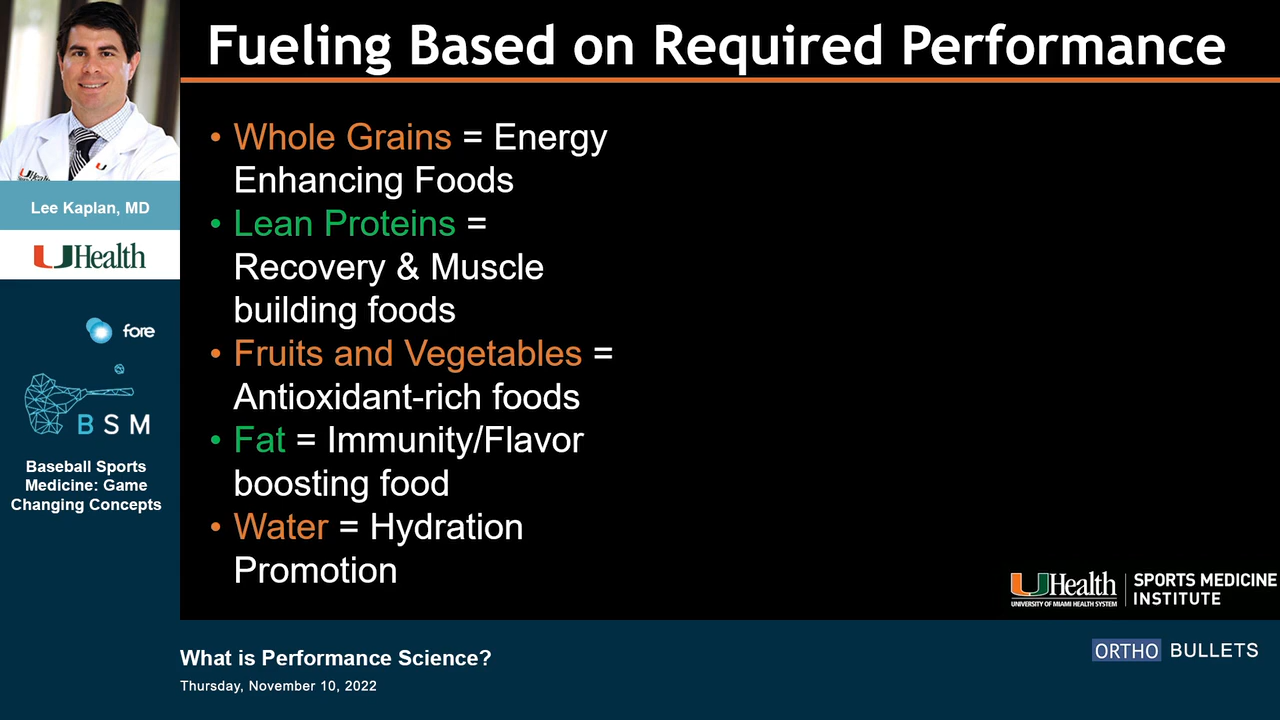 Fueling Based on Required Performance
• Whole Grains = Energy
Enhancing Foods
• Lean Proteins =
Recovery & Muscle
building foods
• Fruits and Vegetables =
Antioxidant-rich foods
• Fat = Immunity/Flavor
boosting food
• Water = Hydration
Promotion
Lee Kaplan, MD
UHealth
fore
BSM
Baseball Sports
Medicine: Game
Changing Concepts
UHealth
UNIVERSITY OF MIAMI HEALTH SYSTEM
SPORTS MEDICINE
INSTITUTE
What is Performance Science?
Thursday, November 10, 2022
ORTHO BULLETS